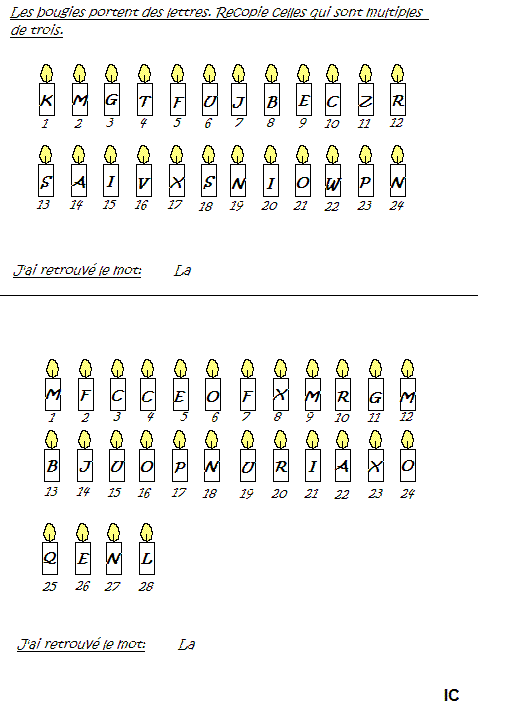 Les bougies portent des lettres. Recopie celles qui sont multiples
de trois.
K M G T F U J B E C Z R
1 2 3 4 5 6 7 8 9 10 11 12
S A I V X S N I O W P N
13 14 15 16 17 18 19 20 21 22 23 24
J'ai retrouvé le mot: La
M F C C E O F X M R G M
1 2 3 4 5 6 7 8 9 10 11 12
B J U O P N U R I A X O
13 14 15 16 17 18 19 20 21 22 23 24
Q E N L
25 26 27 28
J'ai retrouvé le mot: La
IC